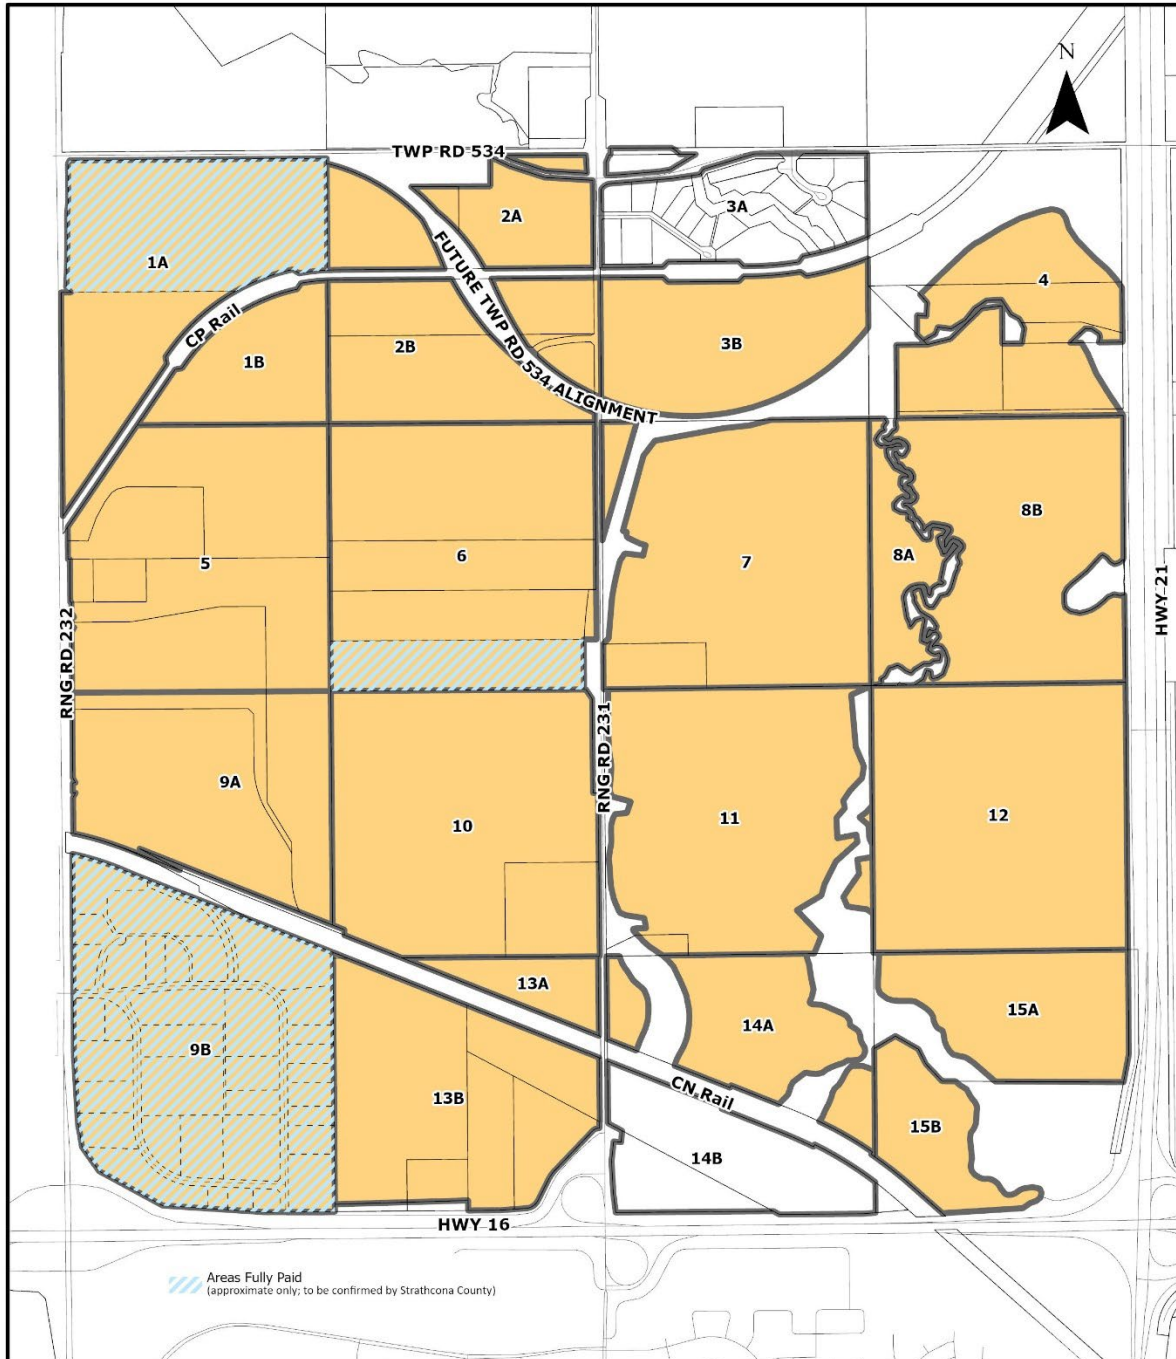 N
TWP RD 534
3A
2A
1A
FUTURE TWP RD 534 ALIGNMENT
4
CP Rail
1B
2B
3B
8B
5
6
7
8A
HWY 21
RNG RD 232
RNG RD 231
9A
10
11
12
13A
15A
14A
9B
13B
CN Rail
15B
14B
HWY 16
Areas Fully Paid
(approximate only; to be confirmed by Strathcona County)